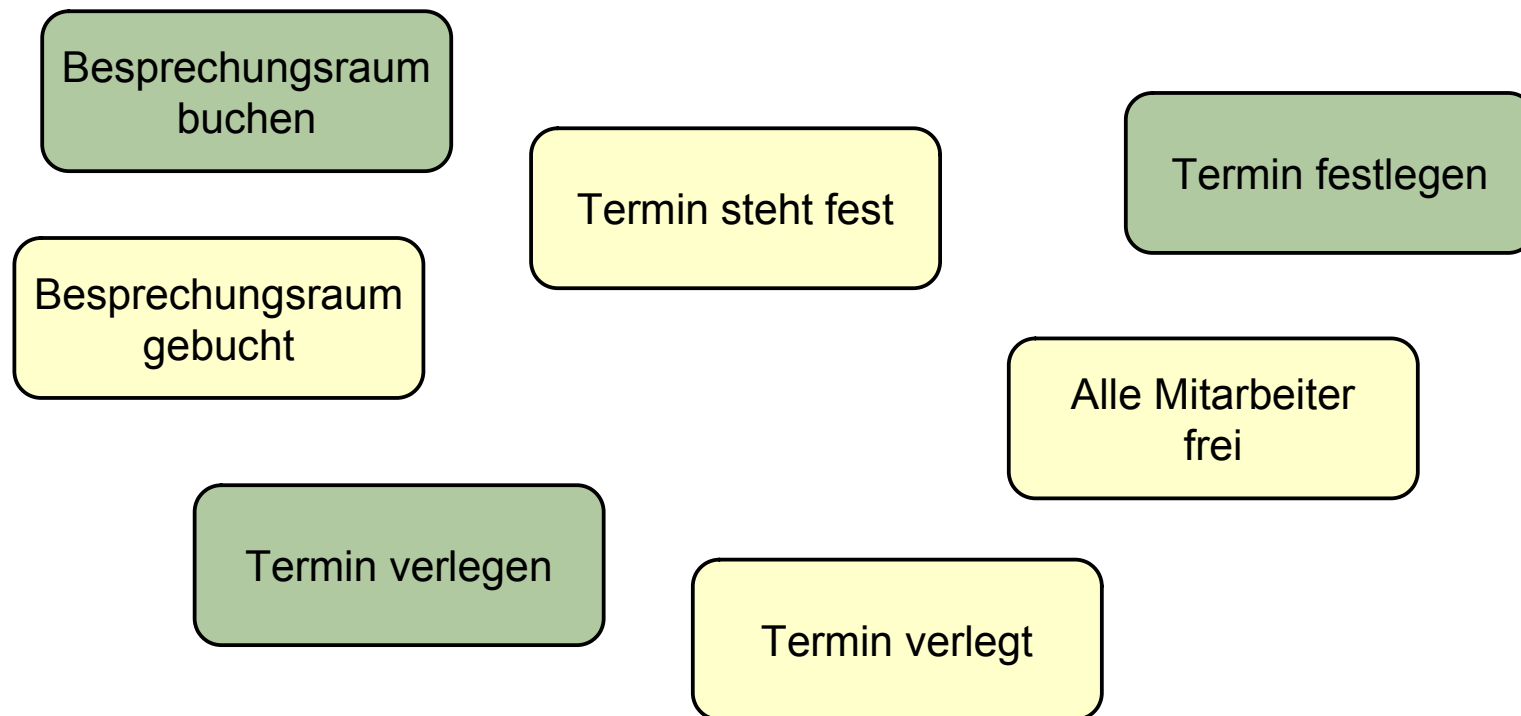 Besprechungsraum
buchen
Termin steht fest
Termin festlegen
Besprechungsraum
gebucht
Alle Mitarbeiter
frei
Termin verlegen
Termin verlegt